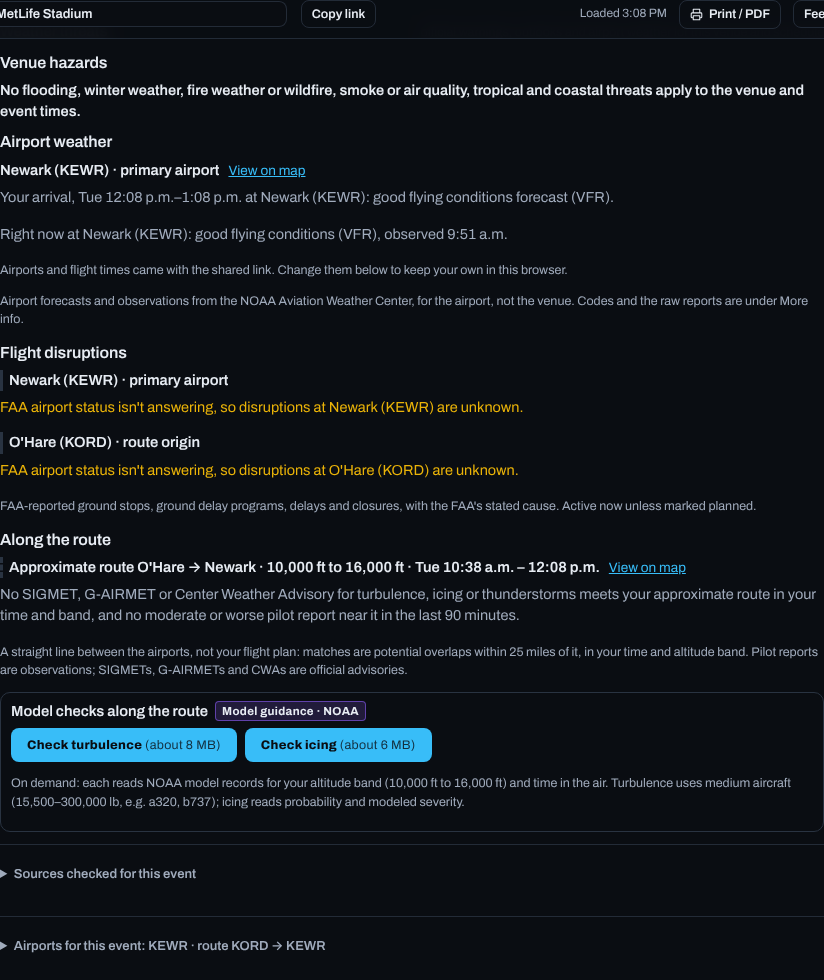 MetLife Stadium
Copy link
Loaded 3:08 PM
Print / PDF
Fee
Venue hazards
No flooding, winter weather, fire weather or wildfire, smoke or air quality, tropical and coastal threats apply to the venue and
event times.
Airport weather
Newark (KEWR) · primary airport View on map
Your arrival, Tue 12:08 p.m.–1:08 p.m. at Newark (KEWR): good flying conditions forecast (VFR).
Right now at Newark (KEWR): good flying conditions (VFR), observed 9:51 a.m.
Airports and flight times came with the shared link. Change them below to keep your own in this browser.
Airport forecasts and observations from the NOAA Aviation Weather Center, for the airport, not the venue. Codes and the raw reports are under More
info.
Flight disruptions
Newark (KEWR) · primary airport
FAA airport status isn't answering, so disruptions at Newark (KEWR) are unknown.
O'Hare (KORD) · route origin
FAA airport status isn't answering, so disruptions at O'Hare (KORD) are unknown.
FAA-reported ground stops, ground delay programs, delays and closures, with the FAA's stated cause. Active now unless marked planned.
Along the route
Approximate route O'Hare → Newark · 10,000 ft to 16,000 ft · Tue 10:38 a.m. – 12:08 p.m. View on map
No SIGMET, G-AIRMET or Center Weather Advisory for turbulence, icing or thunderstorms meets your approximate route in your
time and band, and no moderate or worse pilot report near it in the last 90 minutes.
A straight line between the airports, not your flight plan: matches are potential overlaps within 25 miles of it, in your time and altitude band. Pilot reports
are observations; SIGMETs, G-AIRMETs and CWAs are official advisories.
Model checks along the route Model guidance · NOAA
Check turbulence (about 8 MB)
Check icing (about 6 MB)
On demand: each reads NOAA model records for your altitude band (10,000 ft to 16,000 ft) and time in the air. Turbulence uses medium aircraft
(15,500–300,000 lb, e.g. a320, b737); icing reads probability and modeled severity.
Sources checked for this event
Airports for this event: KEWR · route KORD → KEWR